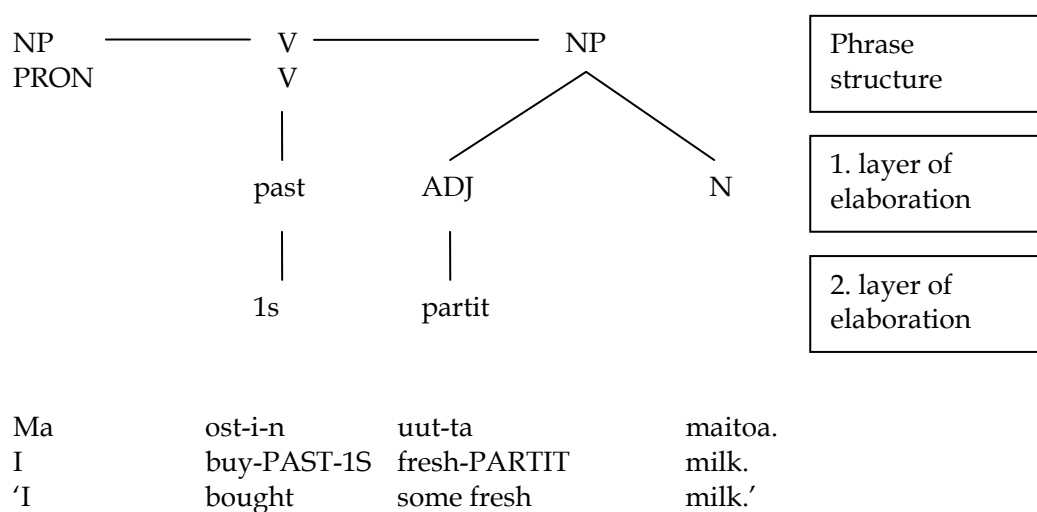 NP V NP
PRON V
Phrase
structure
past ADJ N
1. layer of
elaboration
1s partit
2. layer of
elaboration
Ma ost-i-n uut-ta maitoa.
I buy-PAST-1S fresh-PARTIT milk.
‘I bought some fresh milk.’